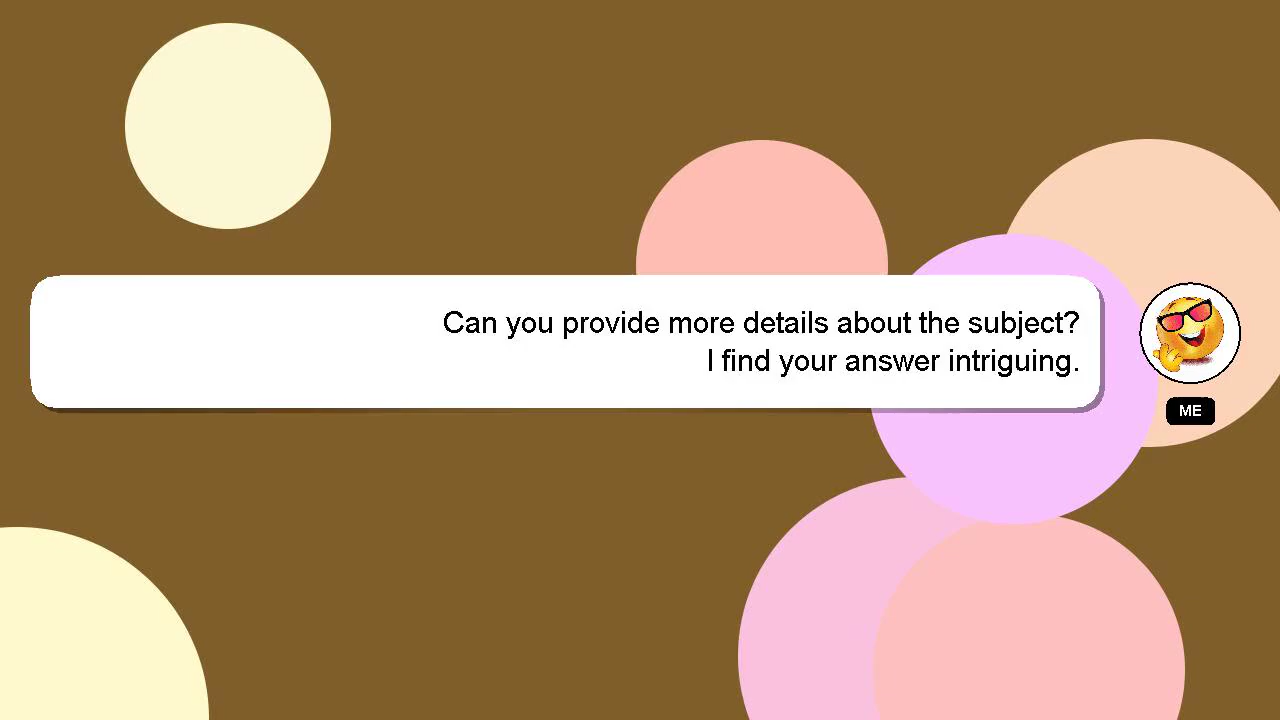 Can you provide more details about the subject?
I find your answer intriguing.
ME